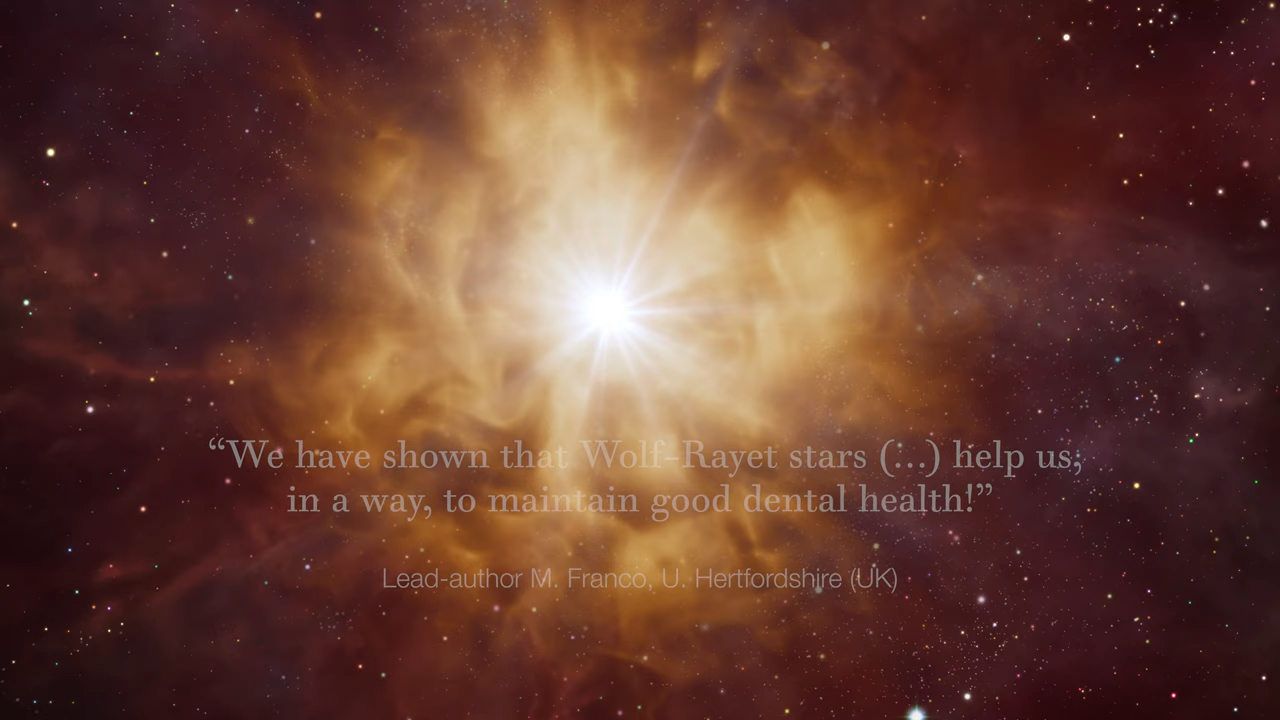 “We have shown that Wolf-Rayet stars (...) help us,
in a way, to maintain good dental health!”
Lead-author M. Franco, U. Hertfordshire (UK)